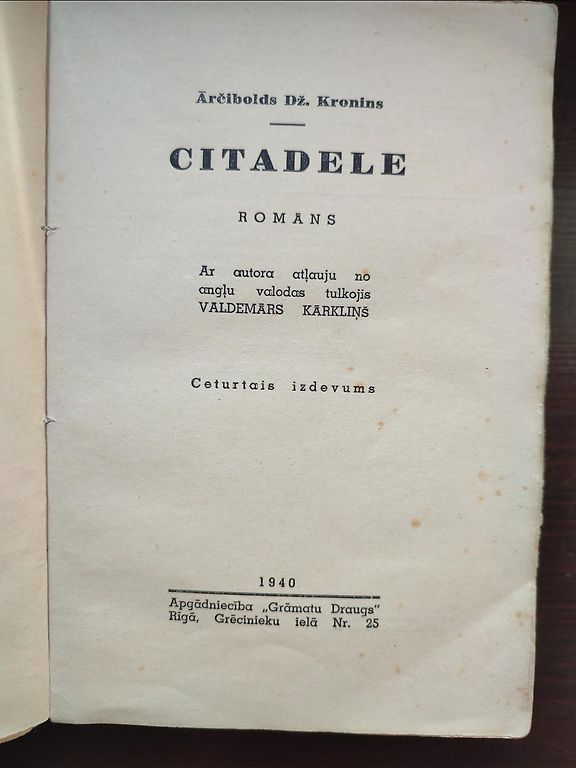 Ārčibolds Dž. Kronins
CITADELE
ROMĀNS
Ar autora atļauju no
angļu valodas tulkojis
VALDEMĀRS KĀRKLIŅŠ
Ceturtais izdevums
1940
Apgādniecība „Grāmatu Draugs"
Rīgā, Grēcinieku ielā Nr. 25